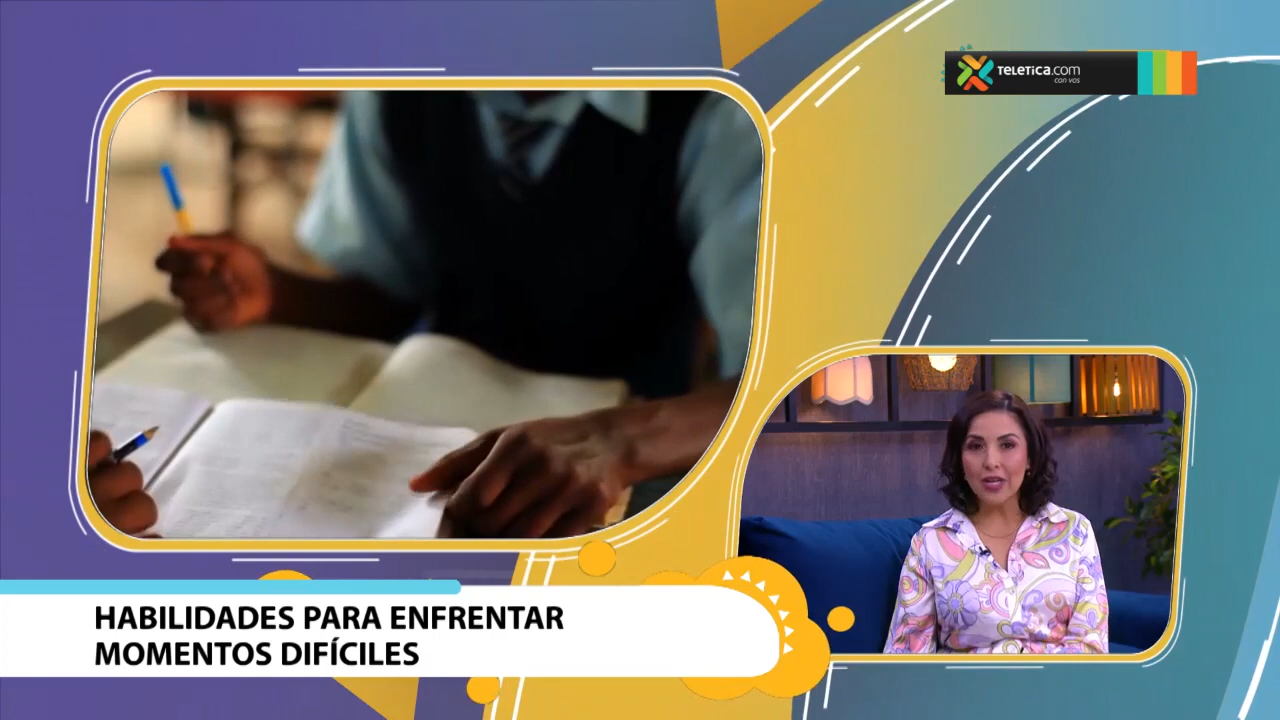 TELETICA.com
con vos
HABILIDADES PARA ENFRENTAR
MOMENTOS DIFÍCILES